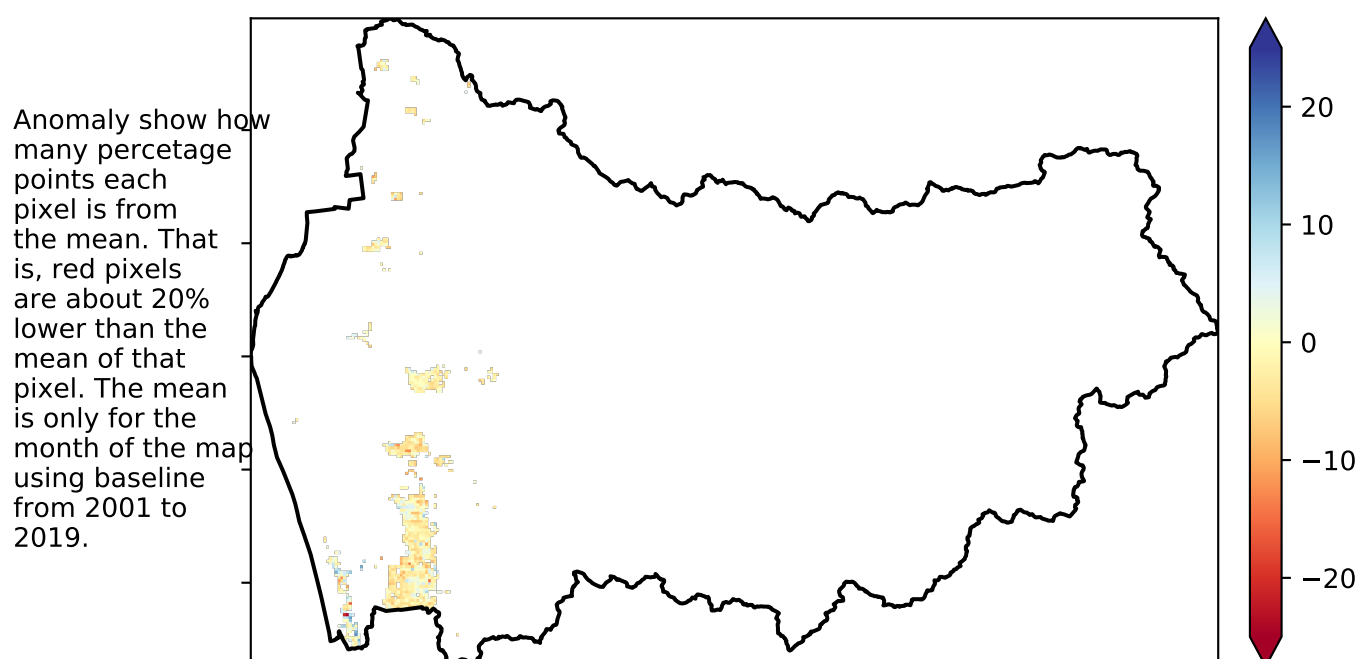 Anomaly show how
many percetage
points each
pixel is from
the mean. That
is, red pixels
are about 20%
lower than the
mean of that
pixel. The mean
is only for the
month of the map
using baseline
from 2001 to
2019.
20
10
0
−10
−20